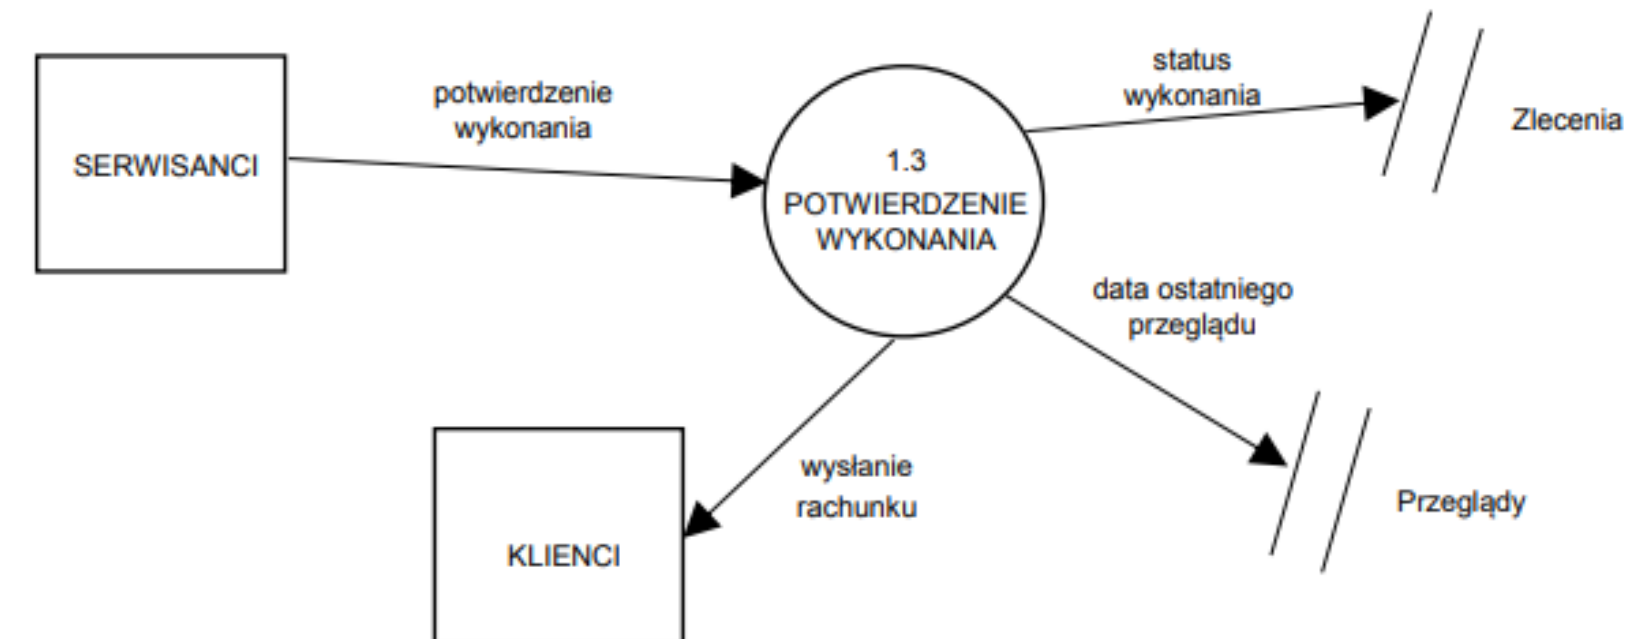 status
wykonania
potwierdzenie
wykonania
Zlecenia
SERWISANCI
1.3
POTWIERDZENIE
WYKONANIA
data ostatniego
przeglądu
wysłanie
rachunku
Przeglądy
KLIENCI